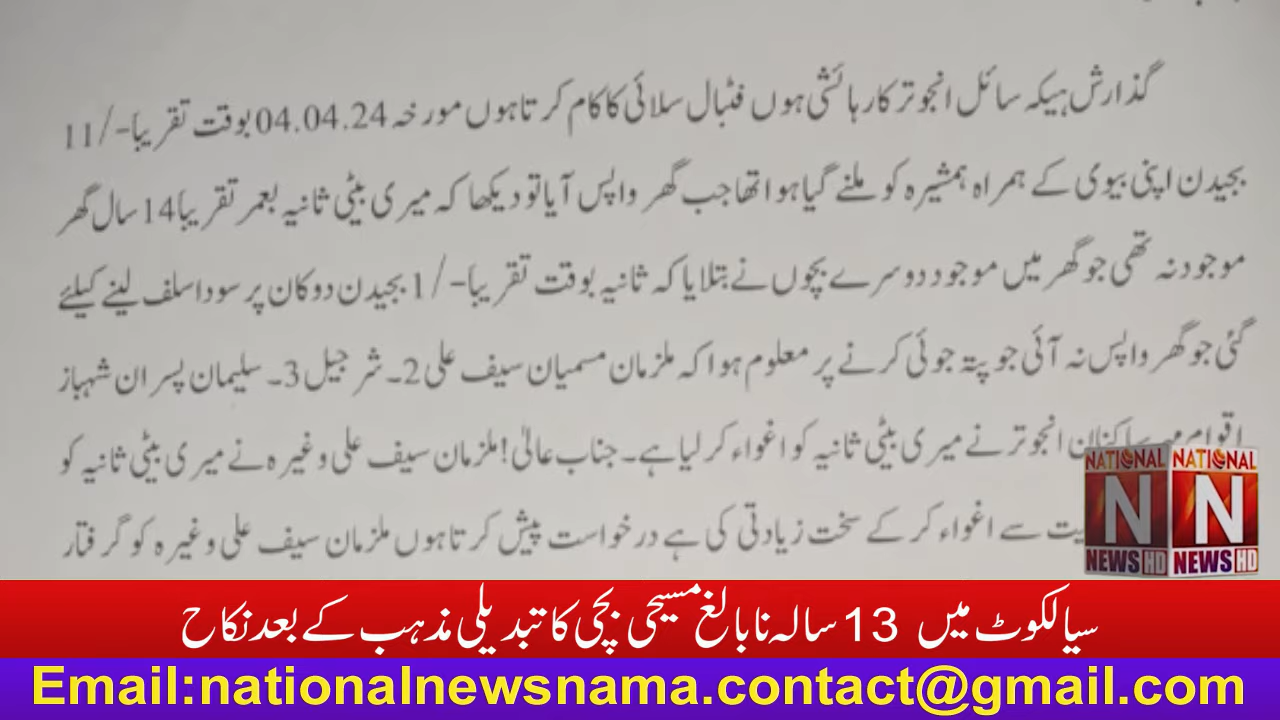 گذارش ہیکہ سائل انجوتر کا رہائشی ہوں فٹبال سلائی کا کام کرتا ہوں مورخہ 04.04.24 بوقت تقریباً -/11
بجیدن اپنی بیوی کے ہمراہ ہمشیرہ کو ملنے گیا ہوا تھا جب گھر واپس آیا تو دیکھا کہ میری بیٹی ثانیہ بعمر تقریباً 14 سال گھر
موجود نہ تھی جو گھر میں موجود دوسرے بچوں نے بتلایا کہ ثانیہ بوقت تقریباً -/1 بجیدن دوکان پر سودا سلف لینے کیلئے
گئی جو گھر واپس نہ آئی جو پتہ جوئی کرنے پر معلوم ہوا کہ ملزمان مسمیان سیف علی 2۔ شرجیل 3۔ سلیمان پسران شہباز
اقوام ساکنان انجوتر نے میری بیٹی ثانیہ کو اغواء کر لیا ہے۔ جناب عالیٰ! ملزمان سیف علی وغیرہ نے میری بیٹی ثانیہ کو
سے اغواء کر کے سخت زیادتی کی ہے درخواست پیش کرتا ہوں ملزمان سیف علی وغیرہ کو گرفتار
NATIONAL NATIONAL
N N
NEWS HD NEWS HD
سیالکوٹ میں 13 سالہ نابالغ مسیحی بچی کا تبدیلی مذہب کے بعد نکاح
Email:nationalnewsnama.contact@gmail.com